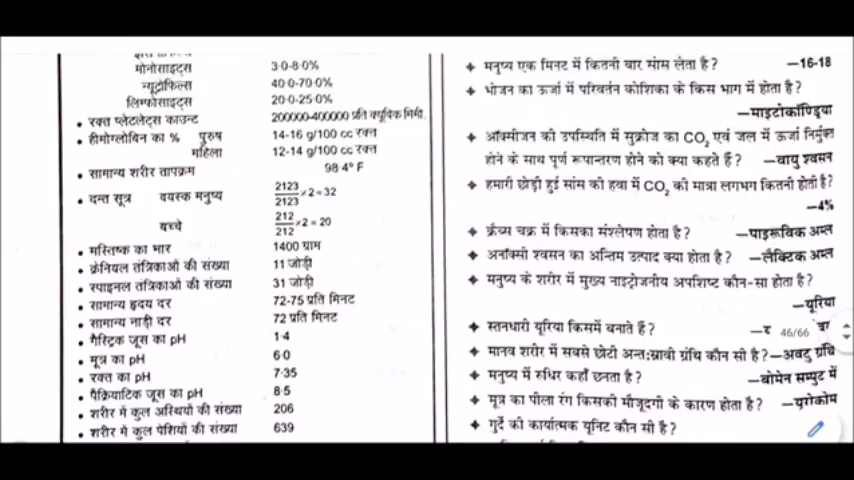 मोनोसाइट्स 3·0-8·0%
न्यूट्रोफिल्स 40·0-70·0%
लिम्फोसाइट्स 20·0-25·0%
• रक्त प्लेटलेट्स काउन्ट 200000-400000 प्रति क्यूबिक मिमी.
• हीमोग्लोबिन का % पुरुष 14-16 g/100 cc रक्त
महिला 12-14 g/100 cc रक्त
• सामान्य शरीर तापक्रम 98·4° F
• दन्त सूत्र वयस्क मनुष्य 2123/2123 × 2 = 32
बच्चे 212/212 × 2 = 20
• मस्तिष्क का भार 1400 ग्राम
• क्रेनियल तंत्रिकाओं की संख्या 11 जोड़ी
• स्पाइनल तंत्रिकाओं की संख्या 31 जोड़ी
• सामान्य हृदय दर 72-75 प्रति मिनट
• सामान्य नाड़ी दर 72 प्रति मिनट
• गैस्ट्रिक जूस का pH 1·4
• मूत्र का pH 6·0
• रक्त का pH 7·35
• पैंक्रियाटिक जूस का pH 8·5
• शरीर में कुल अस्थियों की संख्या 206
• शरीर में कुल पेशियों की संख्या 639
✦ मनुष्य एक मिनट में कितनी बार सांस लेता है? —16-18
✦ भोजन का ऊर्जा में परिवर्तन कोशिका के किस भाग में होता है?
—माइटोकॉण्ड्रिया
✦ ऑक्सीजन की उपस्थिति में सुक्रोज का CO₂ एवं जल में ऊर्जा निर्मुक्त
होने के साथ पूर्ण रूपान्तरण होने को क्या कहते हैं? —वायु श्वसन
✦ हमारी छोड़ी हुई सांस की हवा में CO₂ की मात्रा लगभग कितनी होती है?
—4%
✦ क्रैब्स चक्र में किसका संश्लेषण होता है? —पाइरूविक अम्ल
✦ अनॉक्सी श्वसन का अन्तिम उत्पाद क्या होता है? —लैक्टिक अम्ल
✦ मनुष्य के शरीर में मुख्य नाइट्रोजनीय अपशिष्ट कौन-सा होता है?
—यूरिया
✦ स्तनधारी यूरिया किसमें बनाते हैं?
46/66
✦ मानव शरीर में सबसे छोटी अन्तःस्रावी ग्रंथि कौन सी है? —अवटु ग्रंथि
✦ मनुष्य में रुधिर कहाँ छनता है? —बोमेन सम्पुट में
✦ मूत्र का पीला रंग किसकी मौजूदगी के कारण होता है? —यूरोकोम
✦ गुर्दे की कार्यात्मक यूनिट कौन सी है?